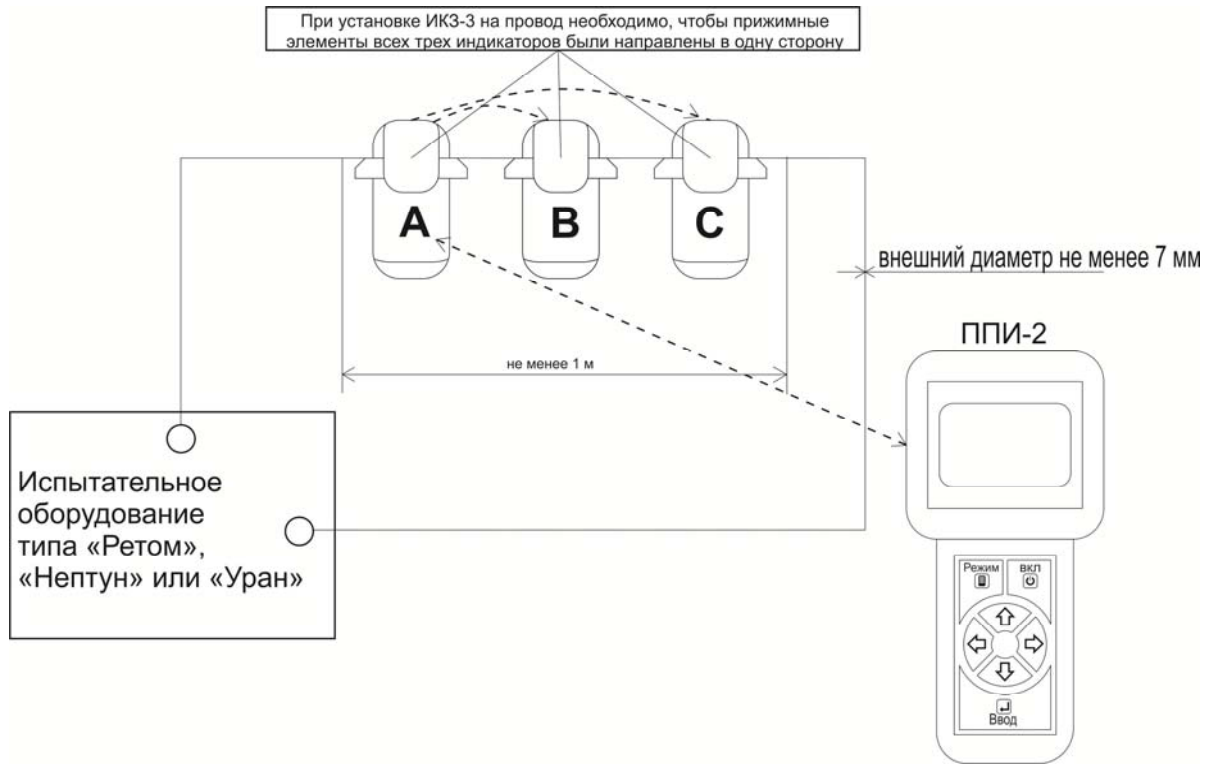 При установке ИКЗ-3 на провод необходимо, чтобы прижимные
элементы всех трех индикаторов были направлены в одну сторону
A
B
C
внешний диаметр не менее 7 мм
ППИ-2
не менее 1 м
Испытательное
оборудование
типа «Ретом»,
«Нептун» или «Уран»
Режим
вкл
Ввод